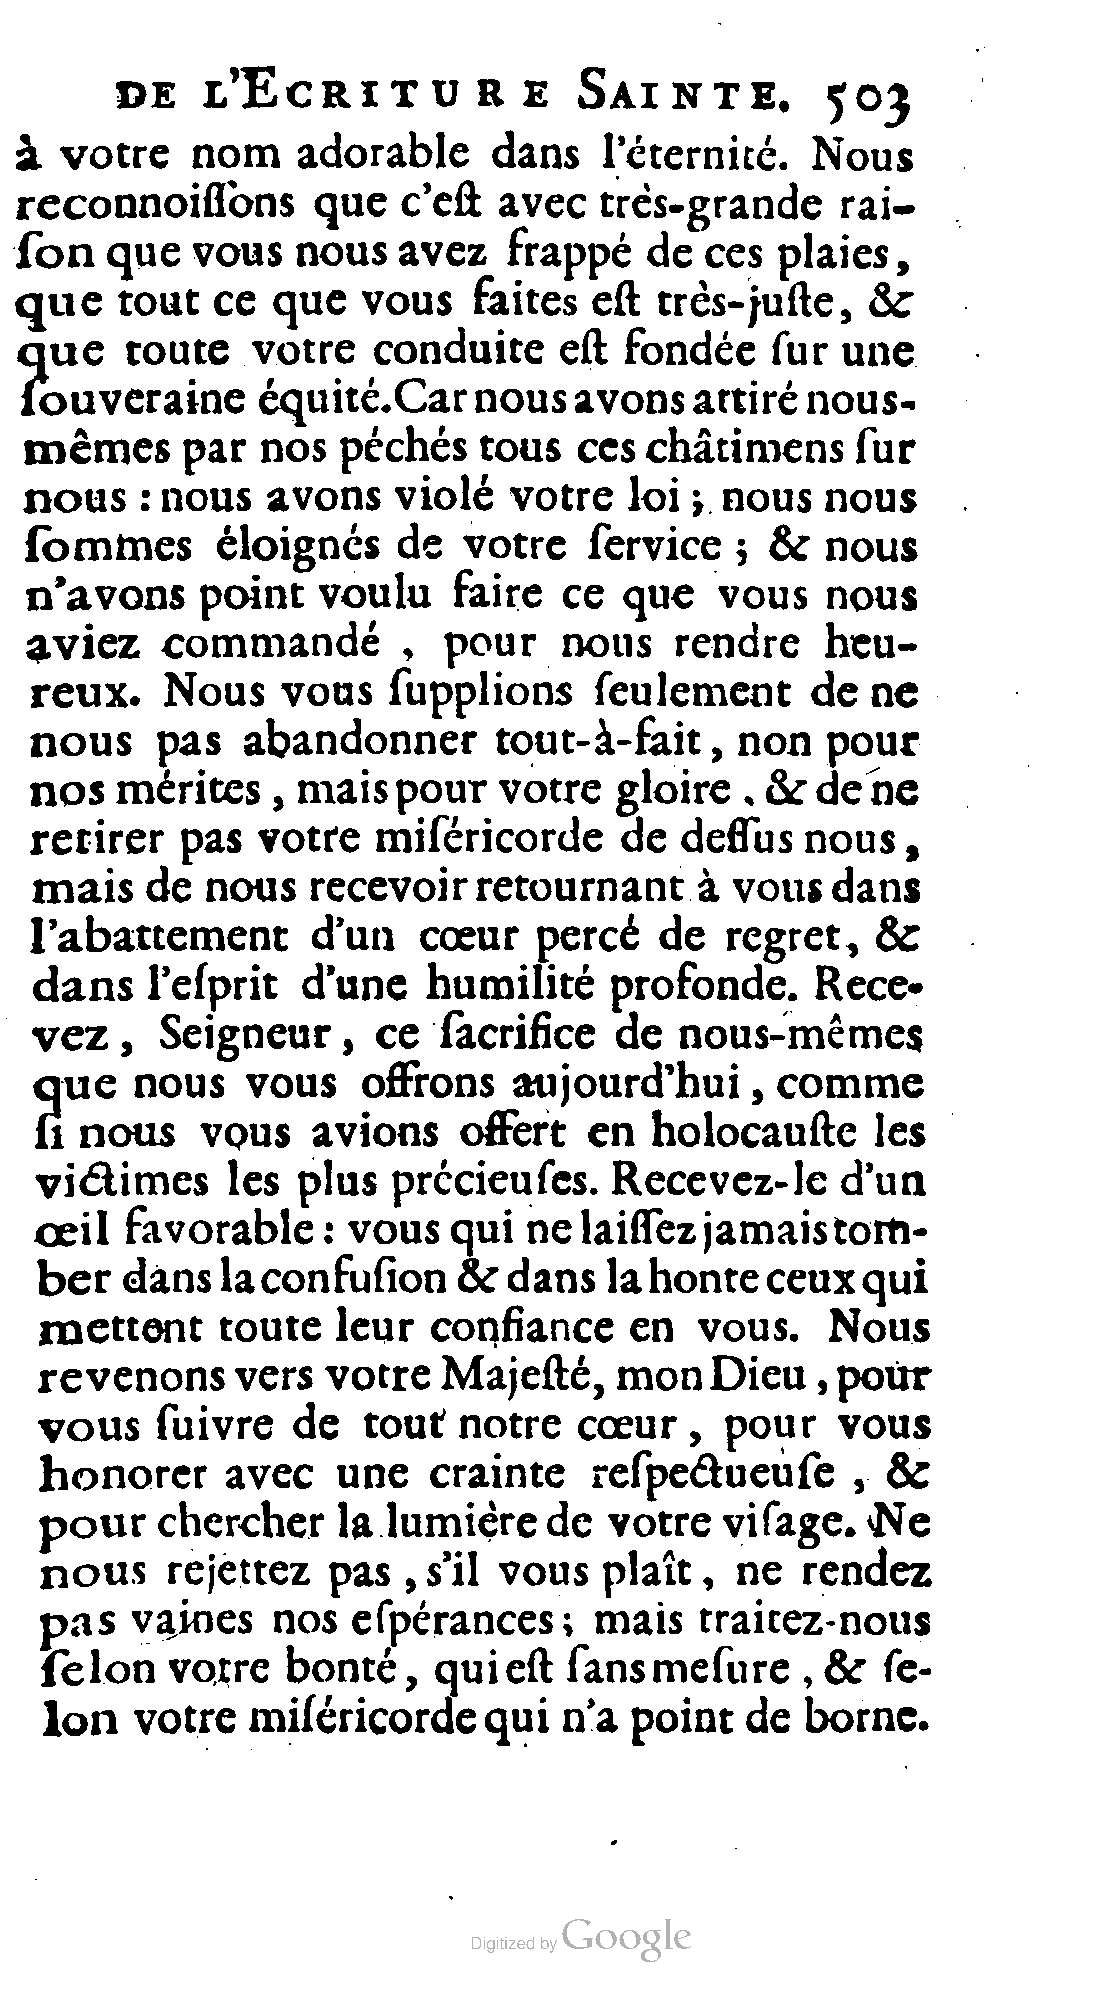 DE L'ECRITURE SAINTE. 503
à votre nom adorable dans l'éternité. Nous
reconnoiſſons que c'eſt avec très-grande rai-
ſon que vous nous avez frappé de ces plaies,
que tout ce que vous faites eſt très-juſte, &
que toute votre conduite eſt fondée ſur une
ſouveraine équité. Car nous avons attiré nous-
mêmes par nos péchés tous ces châtimens ſur
nous : nous avons violé votre loi ; nous nous
ſommes éloignés de votre ſervice ; & nous
n'avons point voulu faire ce que vous nous
aviez commandé , pour nous rendre heu-
reux. Nous vous ſupplions ſeulement de ne
nous pas abandonner tout-à-fait, non pour
nos mérites , mais pour votre gloire , & de ne
retirer pas votre miſéricorde de deſſus nous ,
mais de nous recevoir retournant à vous dans
l'abattement d'un cœur percé de regret, &
dans l'eſprit d'une humilité profonde. Rece-
vez , Seigneur , ce ſacrifice de nous-mêmes
que nous vous offrons aujourd'hui , comme
ſi nous vous avions offert en holocauſte les
victimes les plus précieuſes. Recevez-le d'un
œil favorable : vous qui ne laiſſez jamais tom-
ber dans la confuſion & dans la honte ceux qui
mettent toute leur confiance en vous. Nous
revenons vers votre Majeſté, mon Dieu , pour
vous ſuivre de tout notre cœur , pour vous
honorer avec une crainte reſpectueuſe , &
pour chercher la lumière de votre viſage. Ne
nous rejettez pas , s'il vous plaît , ne rendez
pas vaines nos eſpérances ; mais traitez-nous
ſelon votre bonté , qui eſt ſans meſure , & ſe-
lon votre miſéricorde qui n'a point de borne.
Digitized by Google